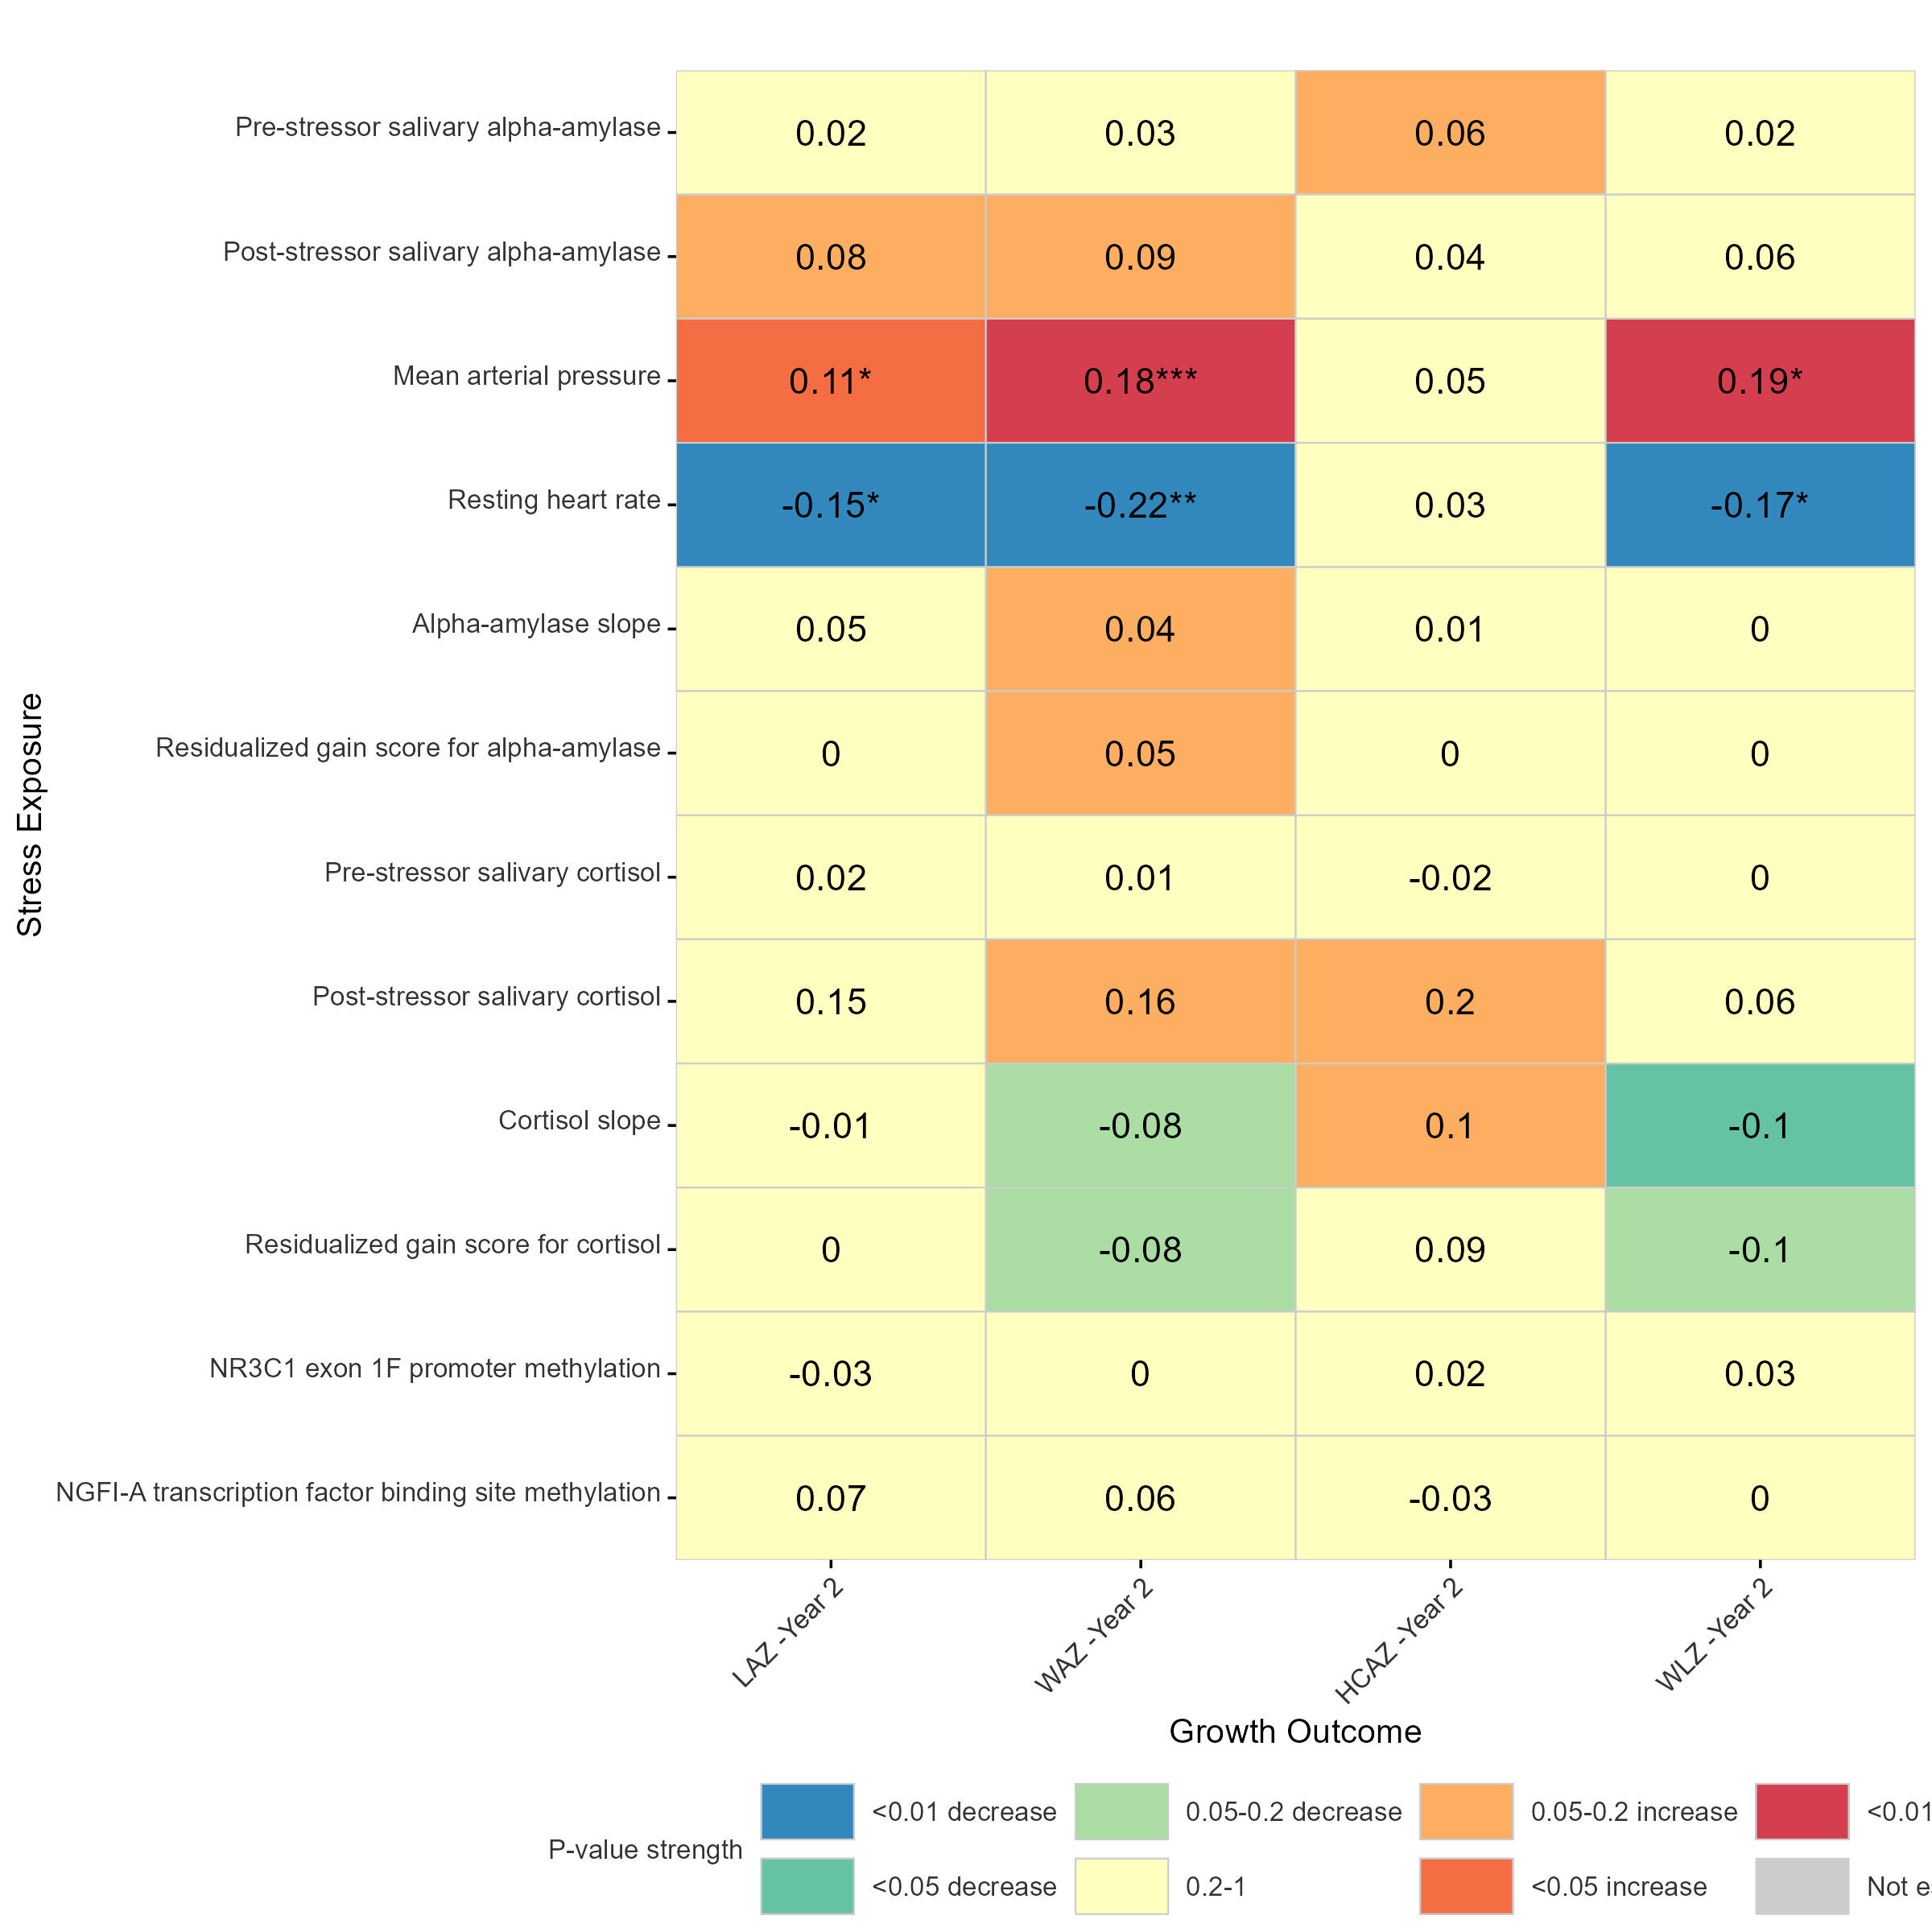 Pre-stressor salivary alpha-amylase 0.02 0.03 0.06 0.02
Post-stressor salivary alpha-amylase 0.08 0.09 0.04 0.06
Mean arterial pressure 0.11* 0.18*** 0.05 0.19*
Resting heart rate -0.15* -0.22** 0.03 -0.17*
Alpha-amylase slope 0.05 0.04 0.01 0
Residualized gain score for alpha-amylase 0 0.05 0 0
Pre-stressor salivary cortisol 0.02 0.01 -0.02 0
Post-stressor salivary cortisol 0.15 0.16 0.2 0.06
Cortisol slope -0.01 -0.08 0.1 -0.1
Residualized gain score for cortisol 0 -0.08 0.09 -0.1
NR3C1 exon 1F promoter methylation -0.03 0 0.02 0.03
NGFI-A transcription factor binding site methylation 0.07 0.06 -0.03 0
Stress Exposure
LAZ -Year 2
WAZ -Year 2
HCAZ -Year 2
WLZ -Year 2
Growth Outcome
P-value strength
<0.01 decrease 0.05-0.2 decrease 0.05-0.2 increase <0.01
<0.05 decrease 0.2-1 <0.05 increase Not